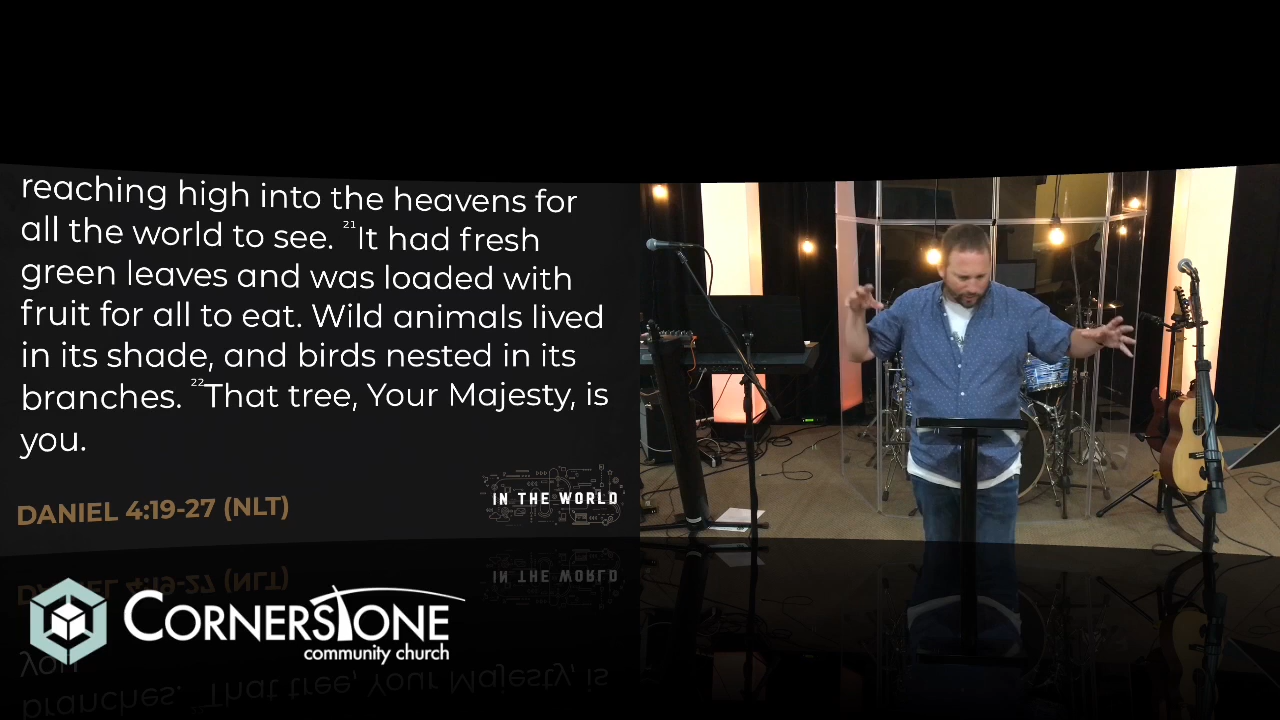 reaching high into the heavens for
all the world to see. ²¹It had fresh
green leaves and was loaded with
fruit for all to eat. Wild animals lived
in its shade, and birds nested in its
branches. ²²That tree, Your Majesty, is
you.
DANIEL 4:19-27 (NLT)
IN THE WORLD
CORNERSTONE
community church